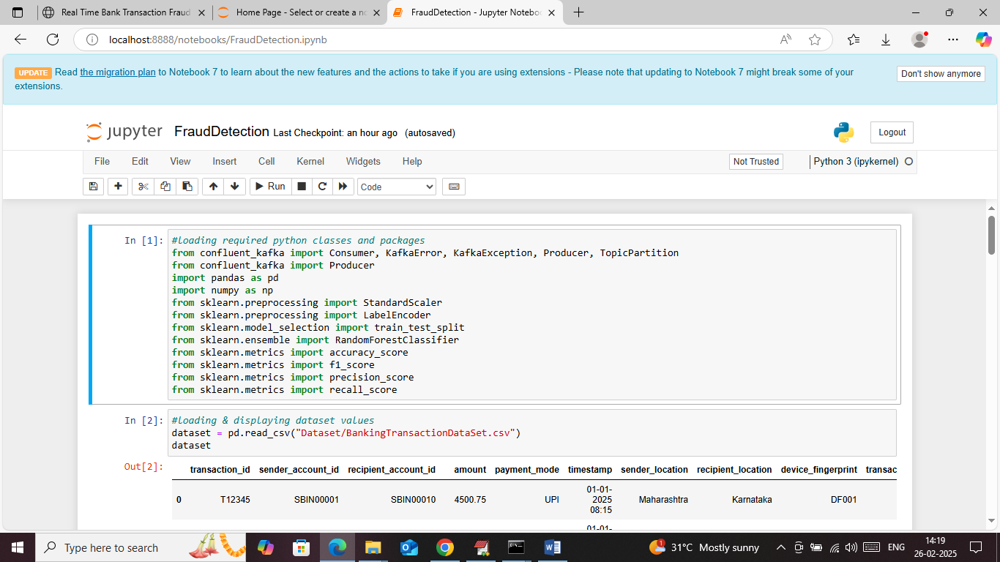 Real Time Bank Transaction Fraud
Home Page - Select or create a no
FraudDetection - Jupyter Notebo
localhost:8888/notebooks/FraudDetection.ipynb
UPDATE Read the migration plan to Notebook 7 to learn about the new features and the actions to take if you are using extensions - Please note that updating to Notebook 7 might break some of your
extensions.
Don't show anymore
jupyter FraudDetection Last Checkpoint: an hour ago (autosaved)
Logout
File Edit View Insert Cell Kernel Widgets Help
Not Trusted
Python 3 (ipykernel)
Run
Code
In [1]: #loading required python classes and packages
from confluent_kafka import Consumer, KafkaError, KafkaException, Producer, TopicPartition
from confluent_kafka import Producer
import pandas as pd
import numpy as np
from sklearn.preprocessing import StandardScaler
from sklearn.preprocessing import LabelEncoder
from sklearn.model_selection import train_test_split
from sklearn.ensemble import RandomForestClassifier
from sklearn.metrics import accuracy_score
from sklearn.metrics import f1_score
from sklearn.metrics import precision_score
from sklearn.metrics import recall_score
In [2]: #loading & displaying dataset values
dataset = pd.read_csv("Dataset/BankingTransactionDataSet.csv")
dataset
Out[2]:
transaction_id sender_account_id recipient_account_id amount payment_mode timestamp sender_location recipient_location device_fingerprint transac
0 T12345 SBIN00001 SBIN00010 4500.75 UPI 01-01-2025 08:15 Maharashtra Karnataka DF001
01-01-
Type here to search
1
31°C Mostly sunny
ENG
14:19
26-02-2025